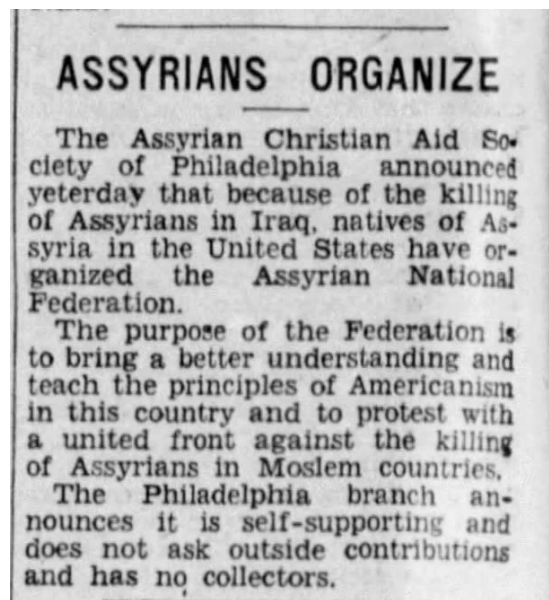 ASSYRIANS ORGANIZE
The Assyrian Christian Aid So-
ciety of Philadelphia announced
yeterday that because of the killing
of Assyrians in Iraq, natives of As-
syria in the United States have or-
ganized the Assyrian National
Federation.
The purpose of the Federation is
to bring a better understanding and
teach the principles of Americanism
in this country and to protest with
a united front against the killing
of Assyrians in Moslem countries.
The Philadelphia branch an-
nounces it is self-supporting and
does not ask outside contributions
and has no collectors.